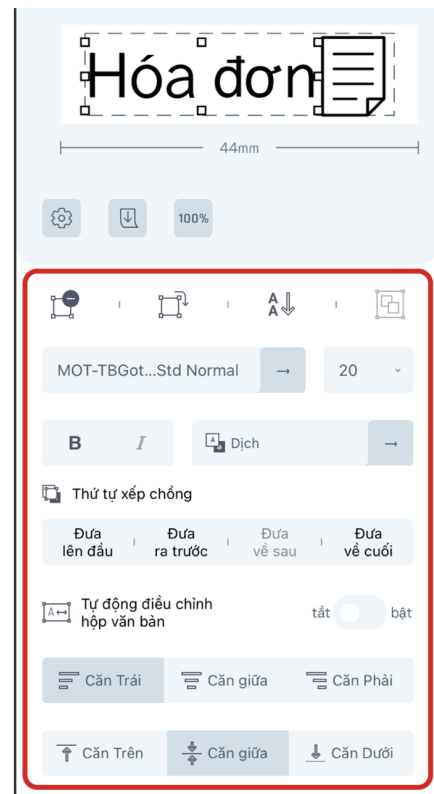 Hóa đơn
44mm
100%
A
A
MOT-TBGot...Std Normal
20
B I Dịch
Thứ tự xếp chồng
Đưa lên đầu
Đưa ra trước
Đưa về sau
Đưa về cuối
Tự động điều chỉnh
hộp văn bản
tắt bật
Căn Trái Căn giữa Căn Phải
Căn Trên Căn giữa Căn Dưới